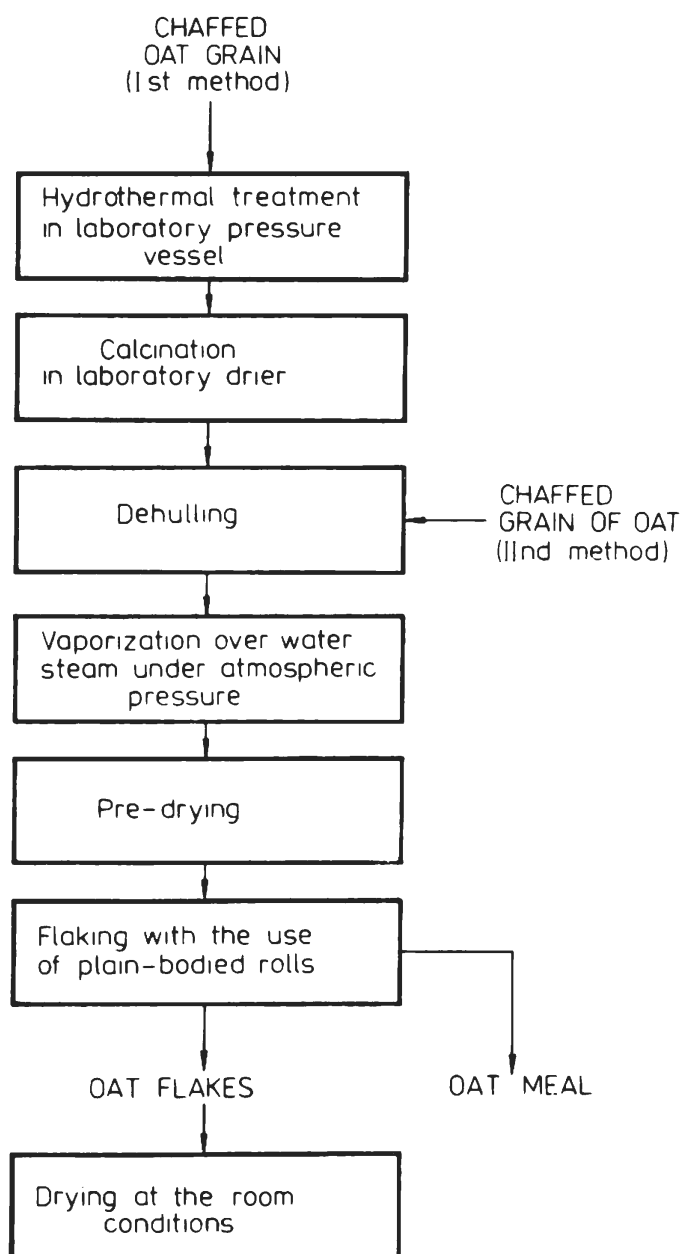 CHAFFED
OAT GRAIN
(Ist method)
Hydrothermal treatment
in laboratory pressure
vessel
Calcination
in laboratory drier
Dehulling
CHAFFED
GRAIN OF OAT
(IInd method)
Vaporization over water
steam under atmospheric
pressure
Pre-drying
Flaking with the use
of plain-bodied rolls
OAT FLAKES
OAT MEAL
Drying at the room
conditions